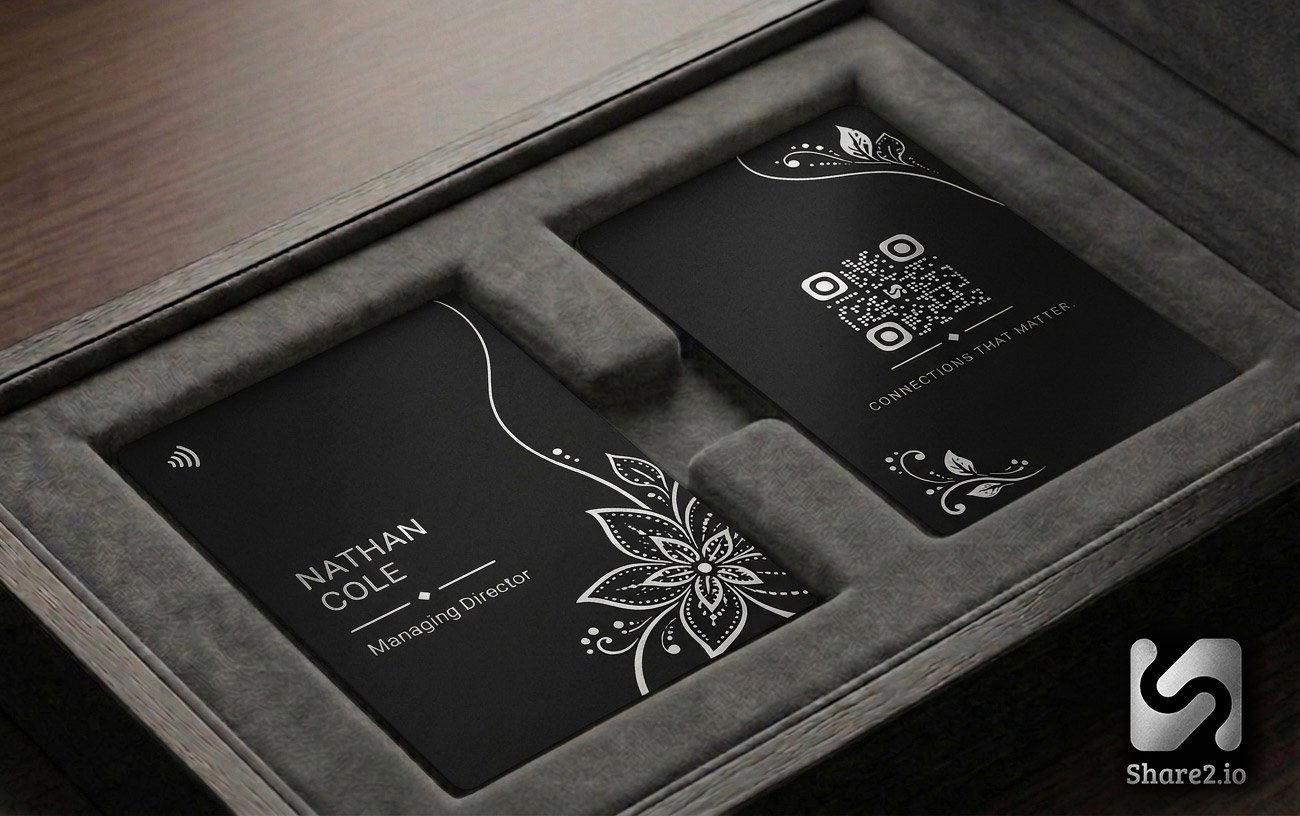 NATHAN
COLE
Managing Director
CONNECTIONS THAT MATTER.
Share2.io